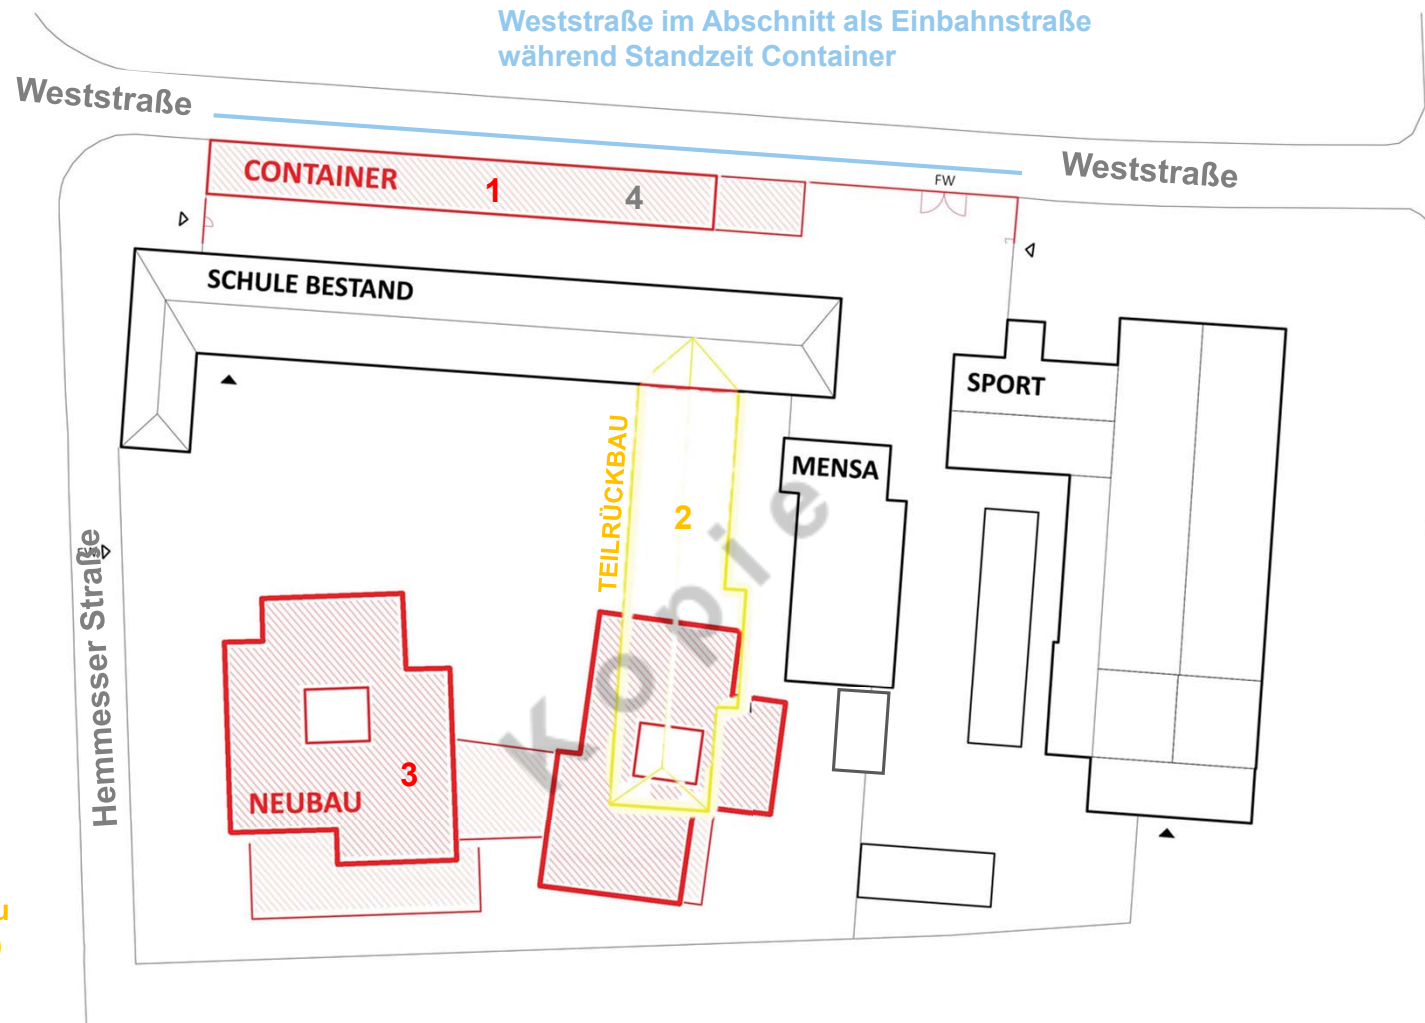 Weststraße im Abschnitt als Einbahnstraße
während Standzeit Container
Weststraße
Weststraße
CONTAINER
1
4
FW
SCHULE BESTAND
SPORT
MENSA
TEILRÜCKBAU
2
Kopie
Hemmesser Straße
3
NEUBAU
u